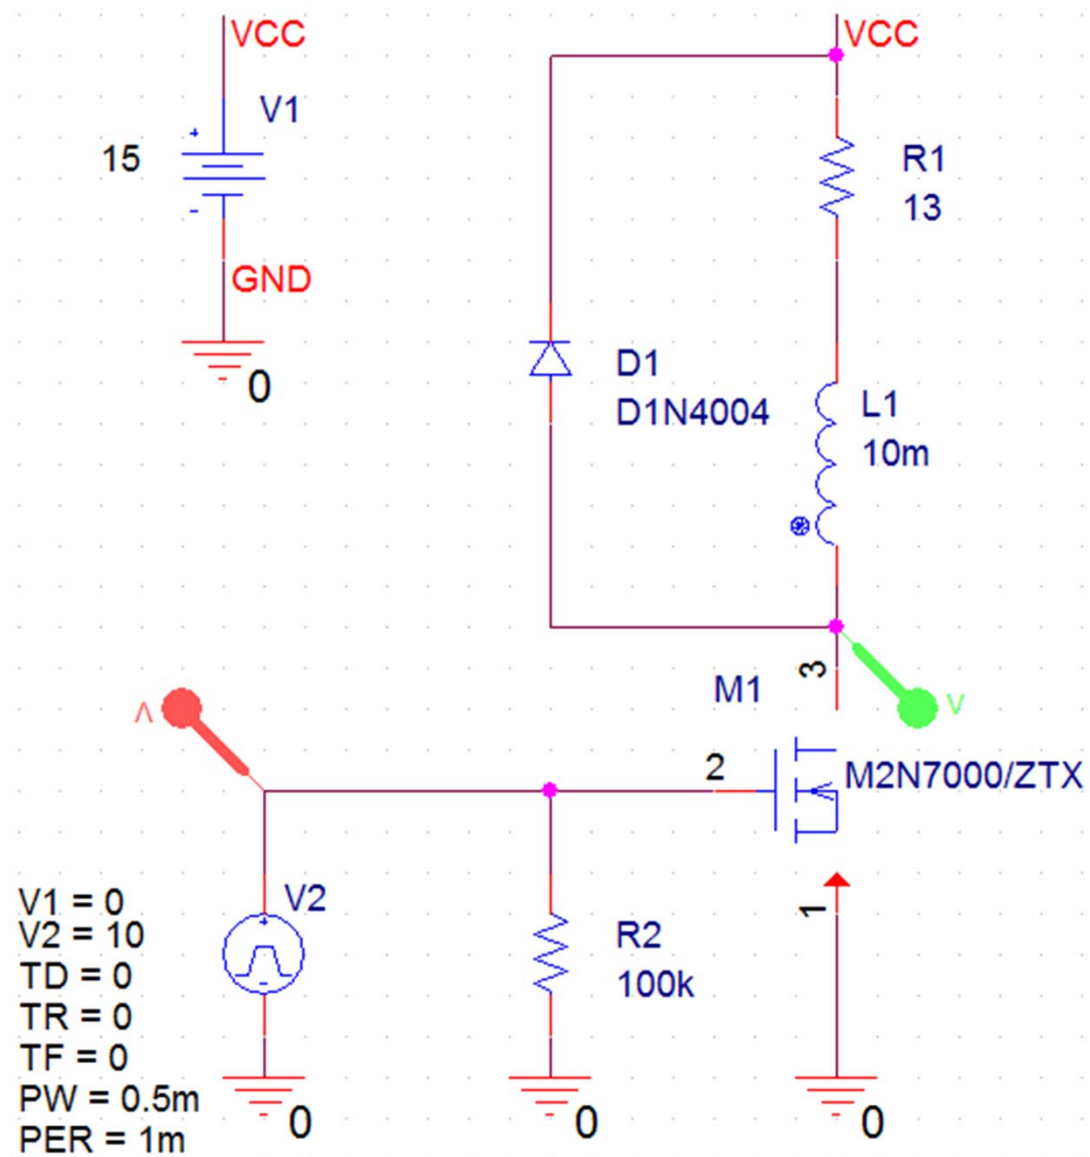 VCC
V1
15
+
-
GND
0
VCC
R1
13
D1
D1N4004
L1
10m
M1
3
V
V
2
M2N7000/ZTX
1
V2
+
-
V1 = 0
V2 = 10
TD = 0
TR = 0
TF = 0
PW = 0.5m
PER = 1m
R2
100k
0
0
0